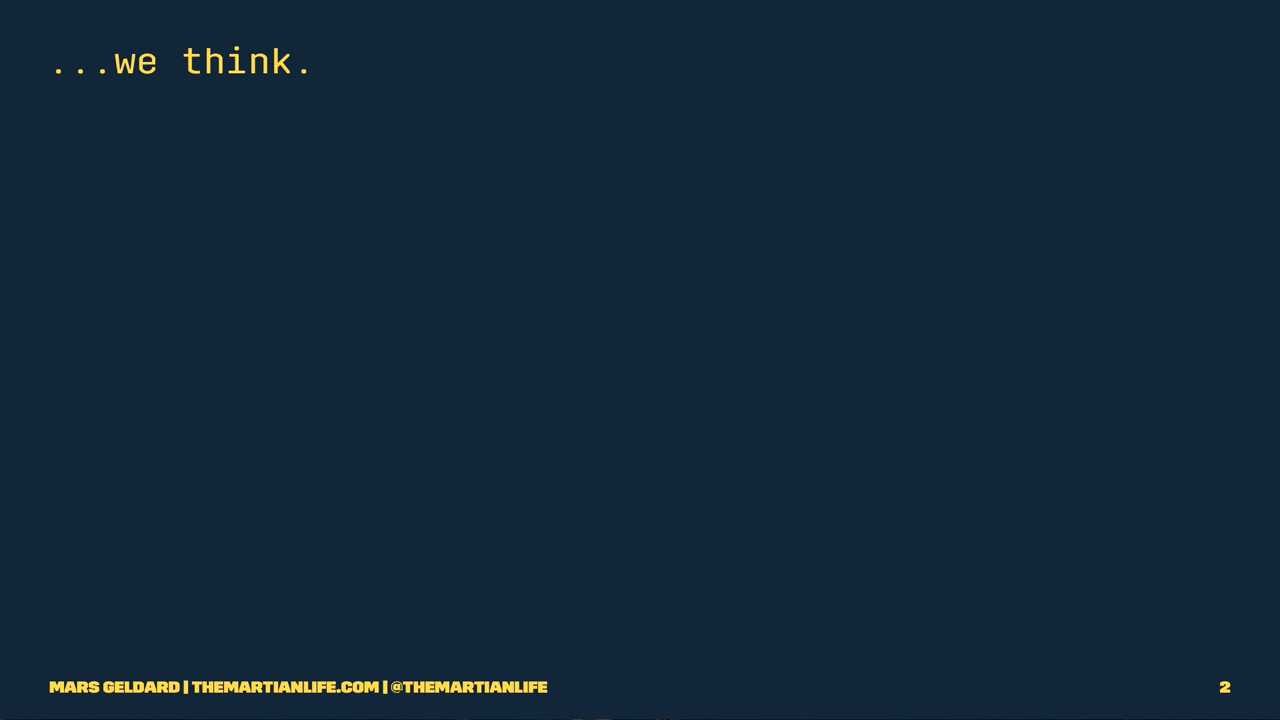 ...we think.
MARS GELDARD | THEMARTIANLIFE.COM | @THEMARTIANLIFE
2